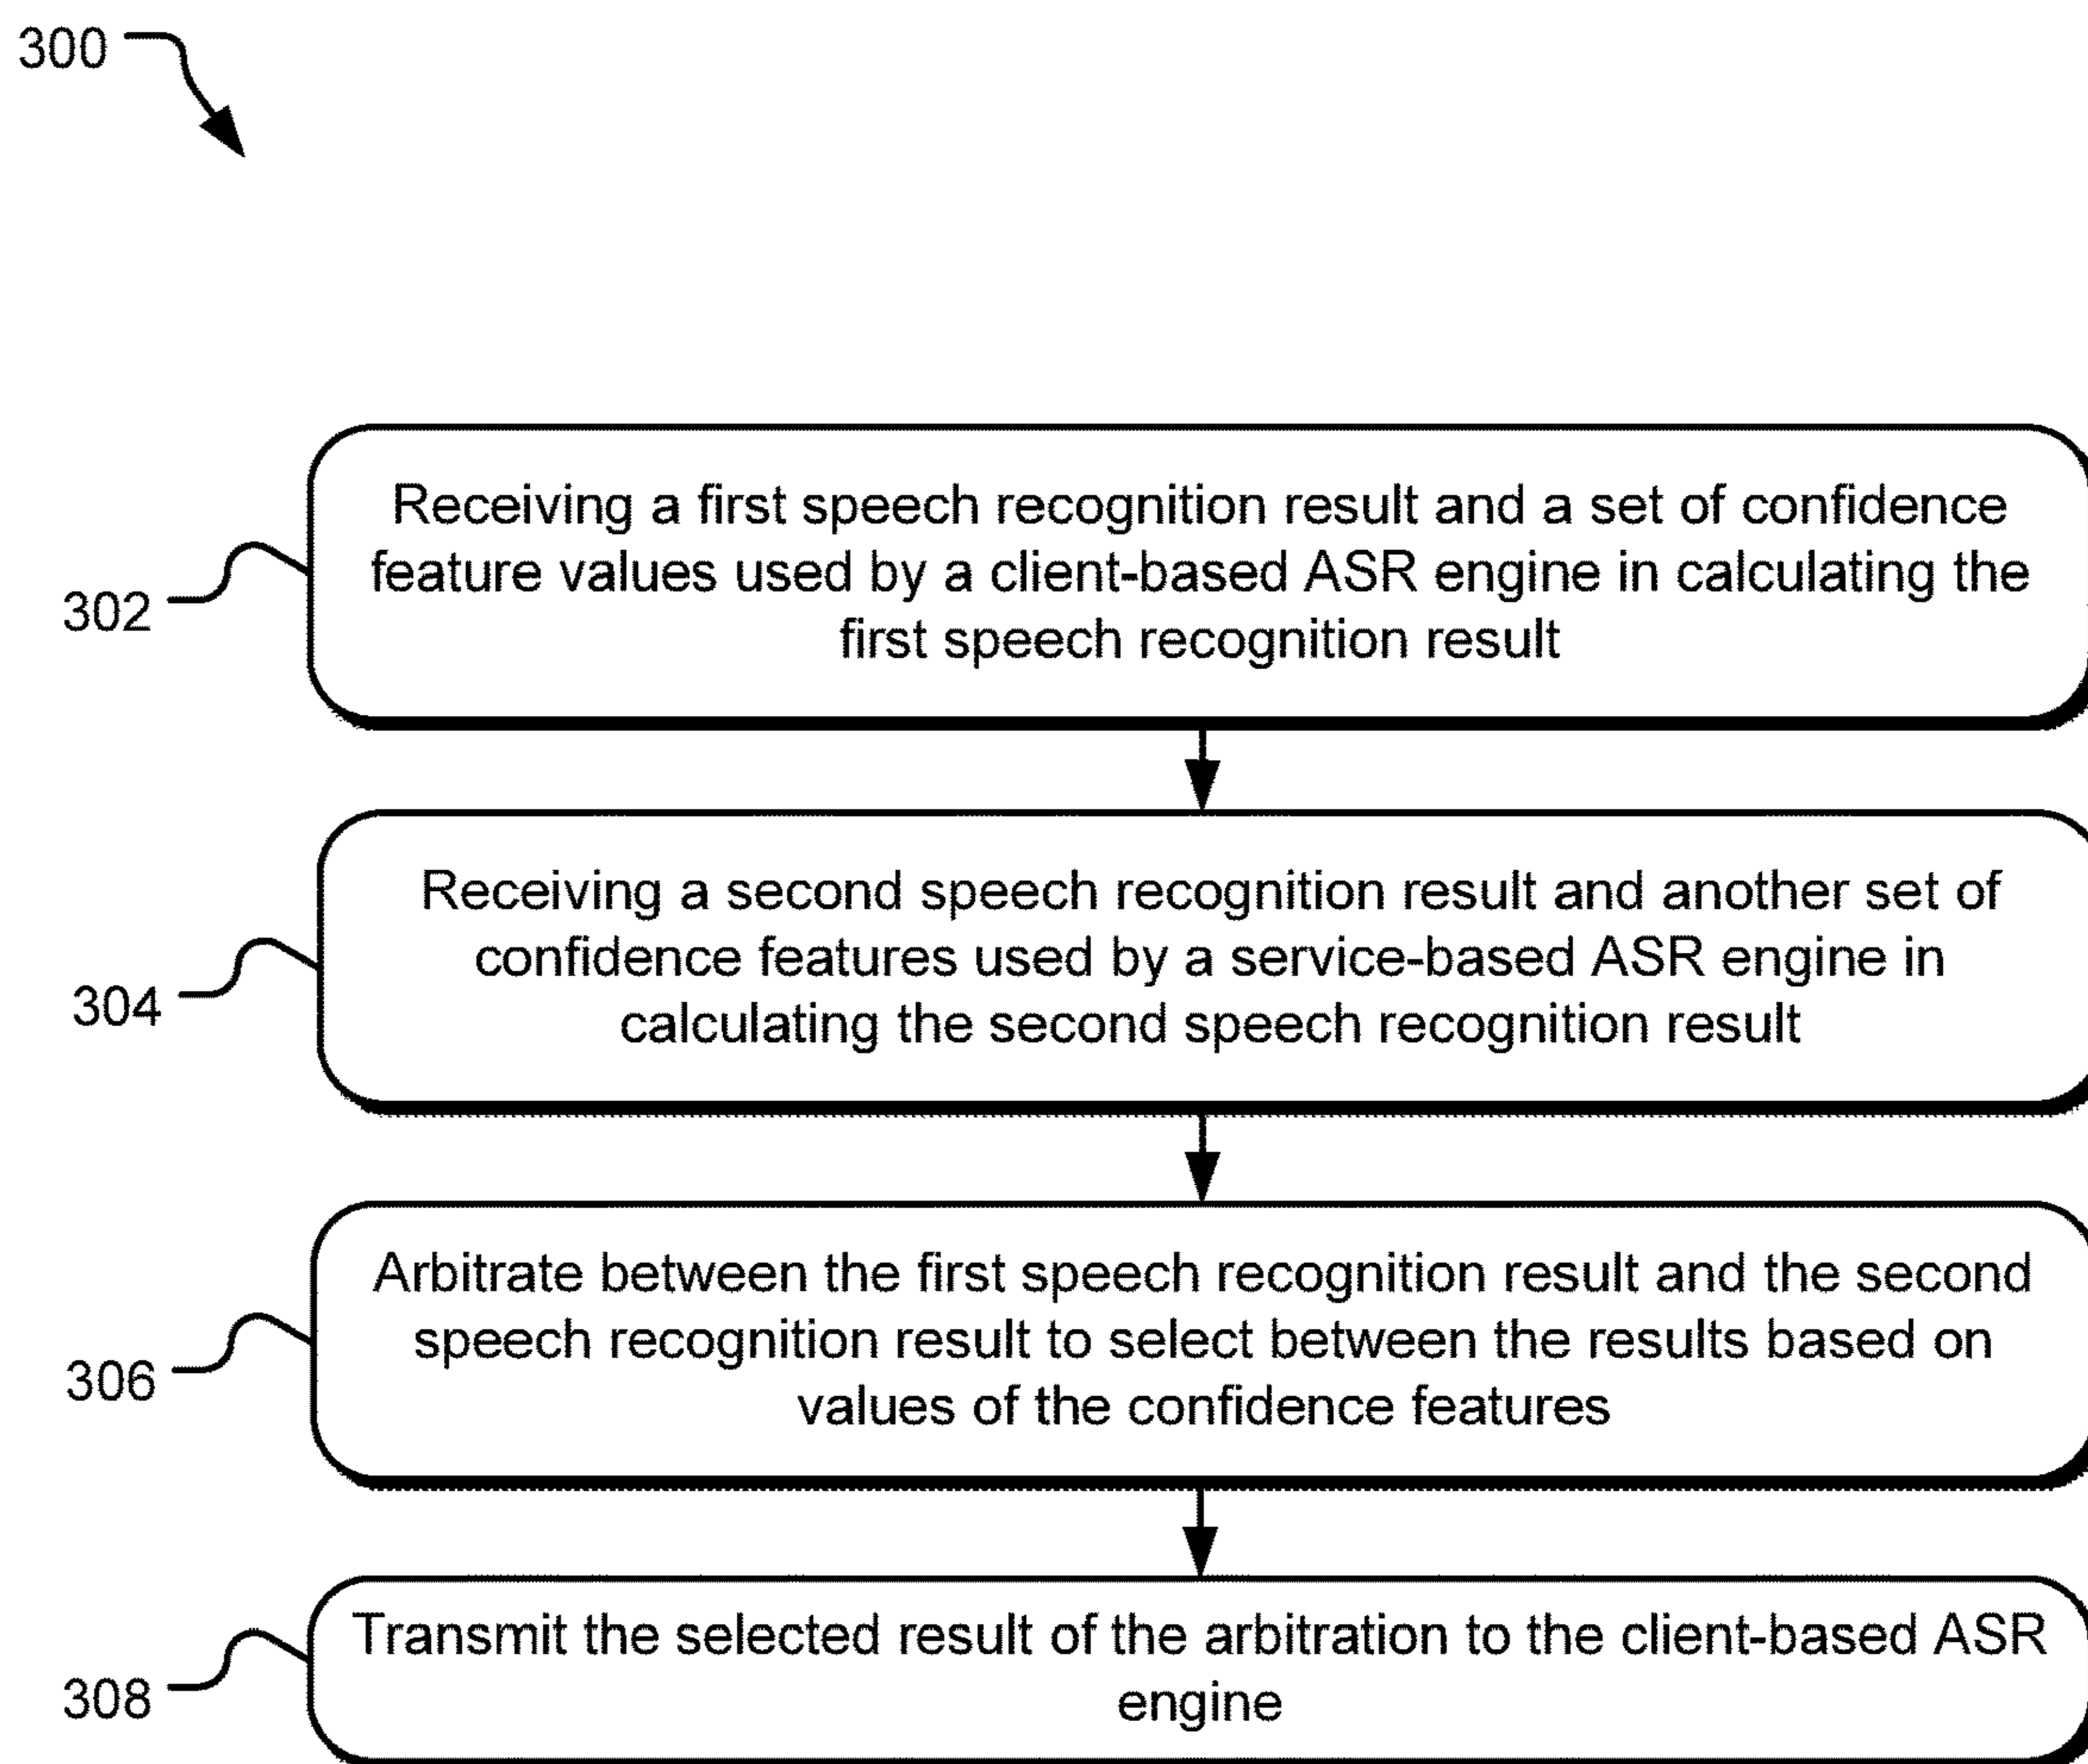 300
Receiving a first speech recognition result and a set of confidence
feature values used by a client-based ASR engine in calculating the
first speech recognition result
302
Receiving a second speech recognition result and another set of
confidence features used by a service-based ASR engine in
calculating the second speech recognition result
304
Arbitrate between the first speech recognition result and the second
speech recognition result to select between the results based on
values of the confidence features
306
Transmit the selected result of the arbitration to the client-based ASR
engine
308